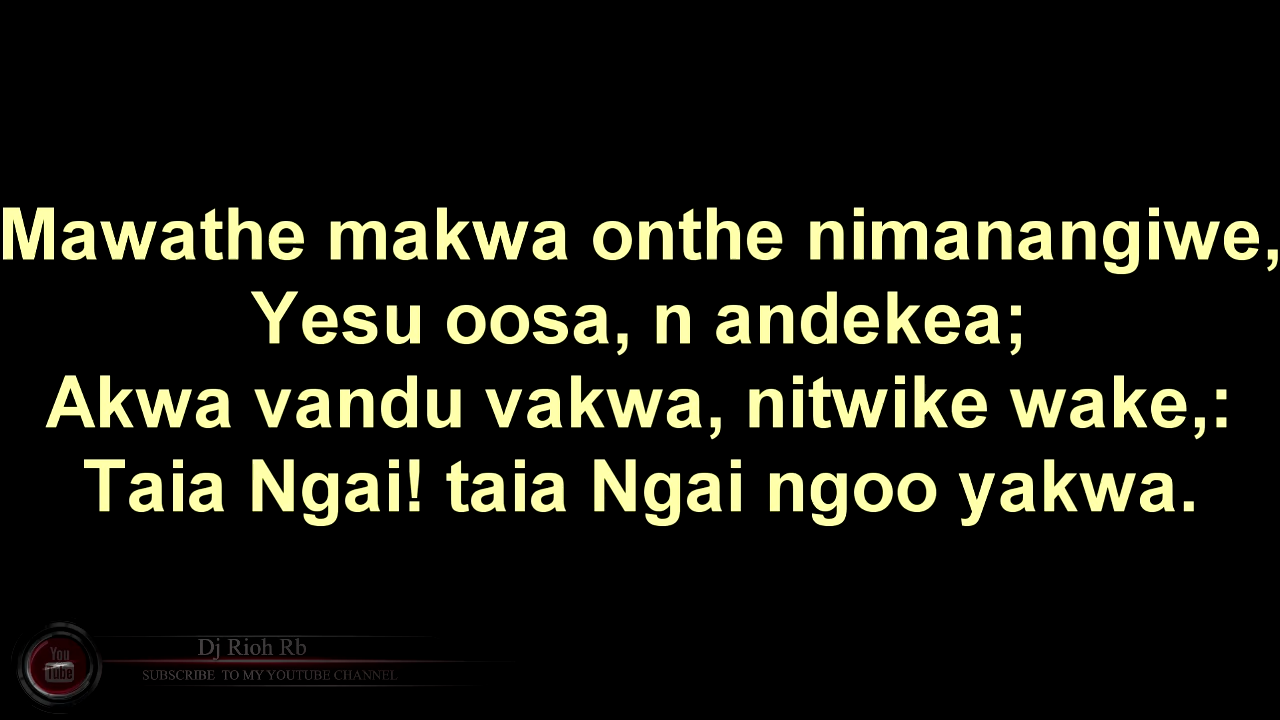 Mawathe makwa onthe nimanangiwe,
Yesu oosa, n andekea;
Akwa vandu vakwa, nitwike wake,:
Taia Ngai! taia Ngai ngoo yakwa.
Dj Rioh Rb
You
Tube
SUBSCRIBE TO MY YOUTUBE CHANNEL